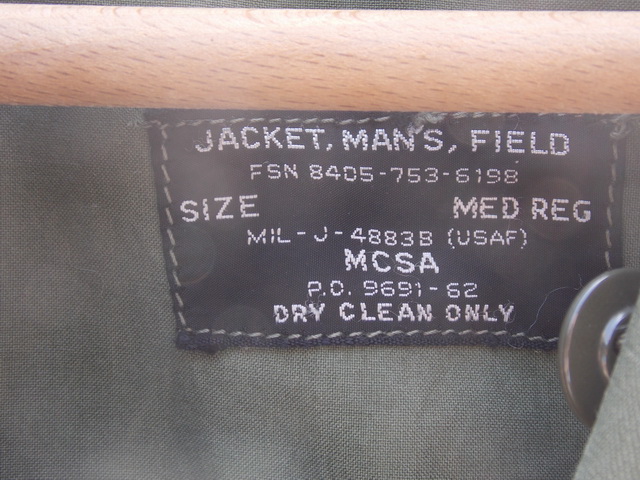 JACKET, MAN'S, FIELD
FSN 8405-753-6198
SIZE MED REG
MIL-J-4883B (USAF)
MCSA
P.O. 9691-62
DRY CLEAN ONLY